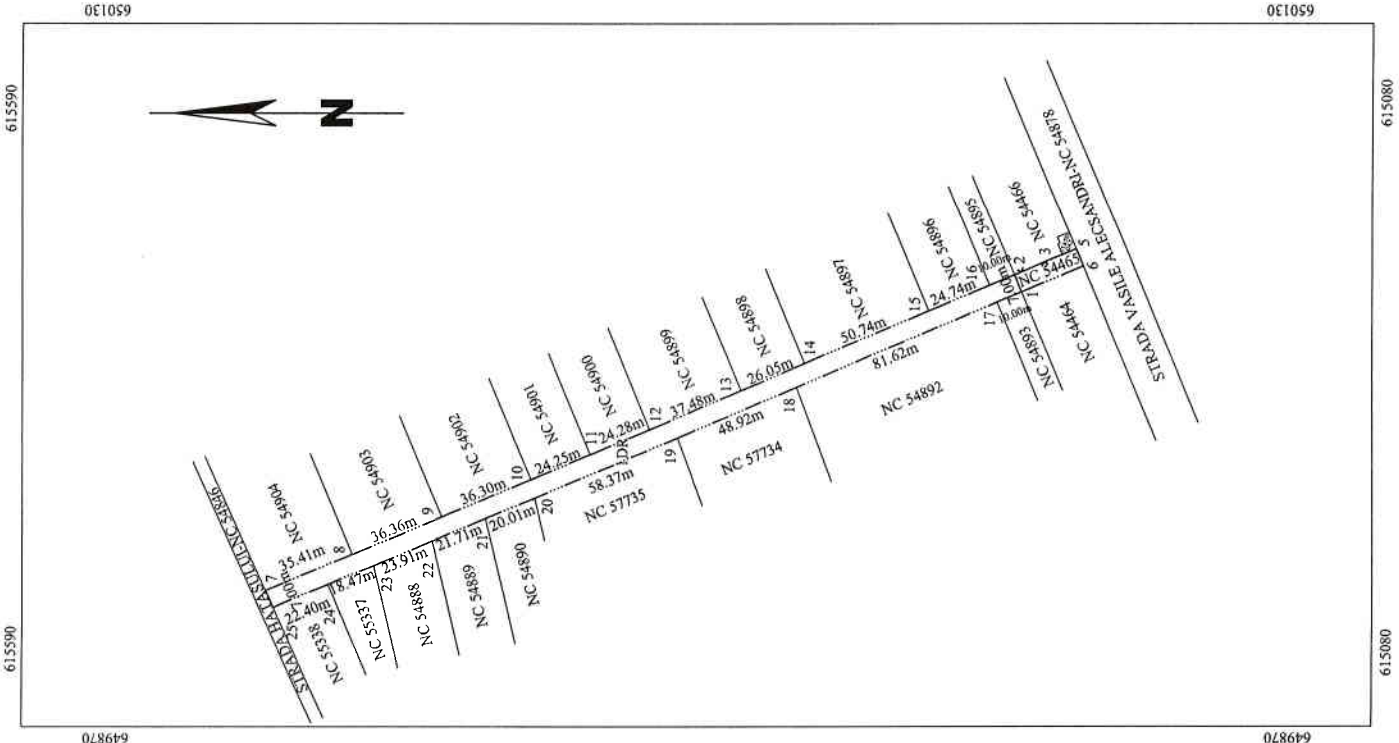 650130
650130
615590
615080
N
STRADA HATASULUI-NC 54846
NC 54904
NC 54903
NC 54902
NC 54901
NC 54900
NC 54899
NC 54898
NC 54897
NC 54896
NC 54895
NC 54466
STRADA VASILE ALECSANDRI-NC 54878
7
35.41m
8
36.36m
9
36.30m
10
24.25m
11
24.28m
12
37.48m
13
26.05m
14
50.74m
15
24.74m
16
10.00m
2
3
5
7.00m
7.00m
DR
NC 54465
25
22.40m
24
18.47m
23
23.91m
22
21.71m
21
20.01m
20
58.37m
19
48.92m
18
81.62m
17
10.00m
1
6
NC 55338
NC 55337
NC 54888
NC 54889
NC 54890
NC 57735
NC 57734
NC 54892
NC 54893
NC 54464
615590
615080
649870
649870